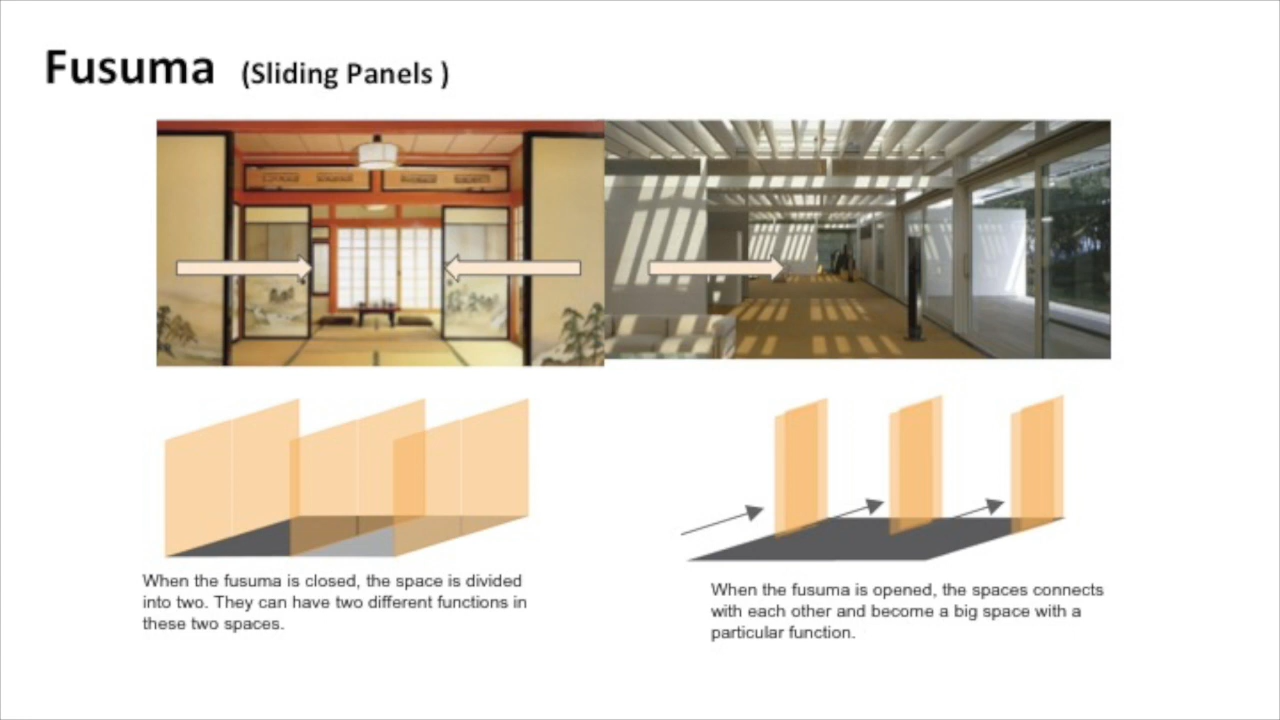 Fusuma (Sliding Panels )
When the fusuma is closed, the space is divided
into two. They can have two different functions in
these two spaces.
When the fusuma is opened, the spaces connects
with each other and become a big space with a
particular function.